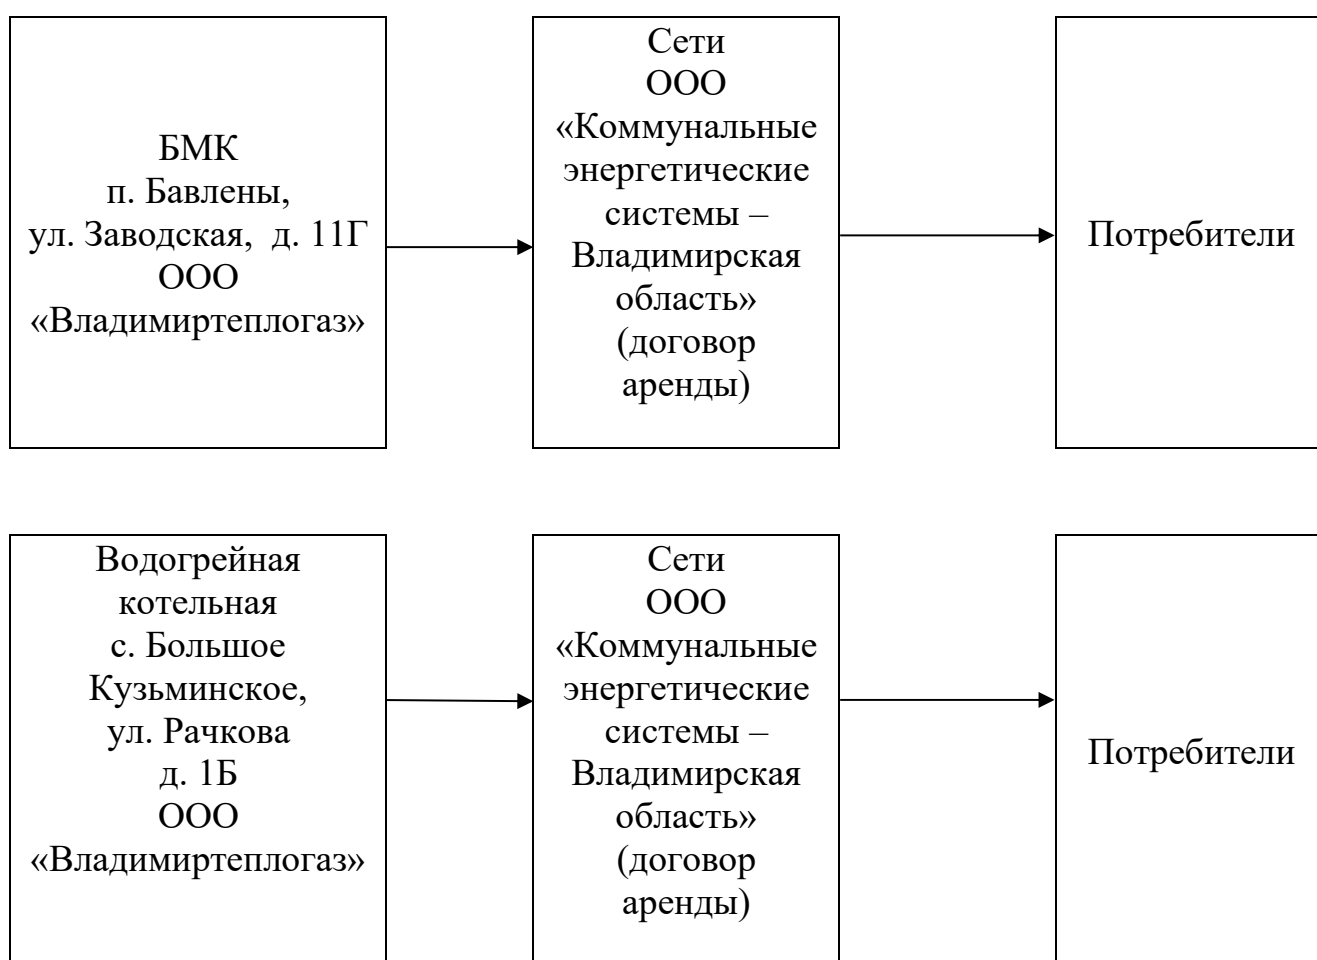 БМК
п. Бавлены,
ул. Заводская, д. 11Г
ООО
«Владимиртеплогаз»
Сети
ООО
«Коммунальные
энергетические
системы –
Владимирская
область»
(договор
аренды)
Потребители
Водогрейная
котельная
с. Большое
Кузьминское,
ул. Рачкова
д. 1Б
ООО
«Владимиртеплогаз»
Сети
ООО
«Коммунальные
энергетические
системы –
Владимирская
область»
(договор
аренды)
Потребители